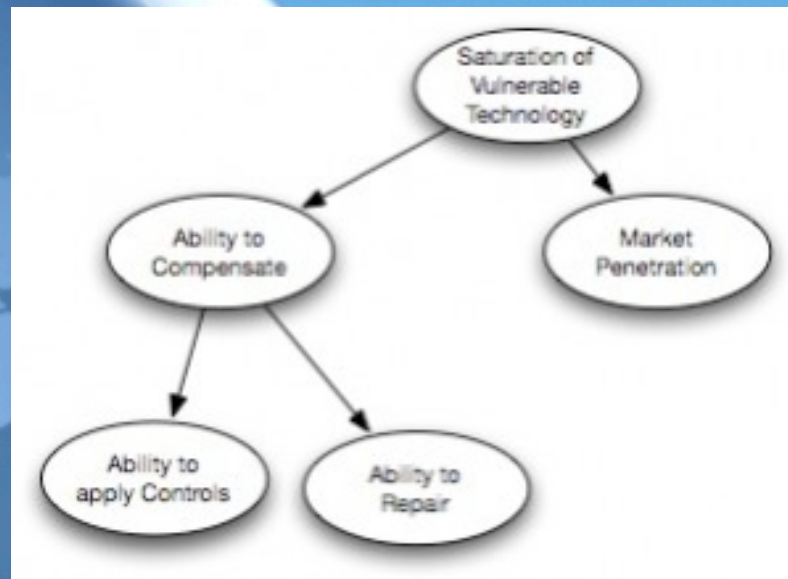 Saturation of
Vulnerable
Technology
Ability to
Compensate
Market
Penetration
Ability to
apply Controls
Ability to
Repair